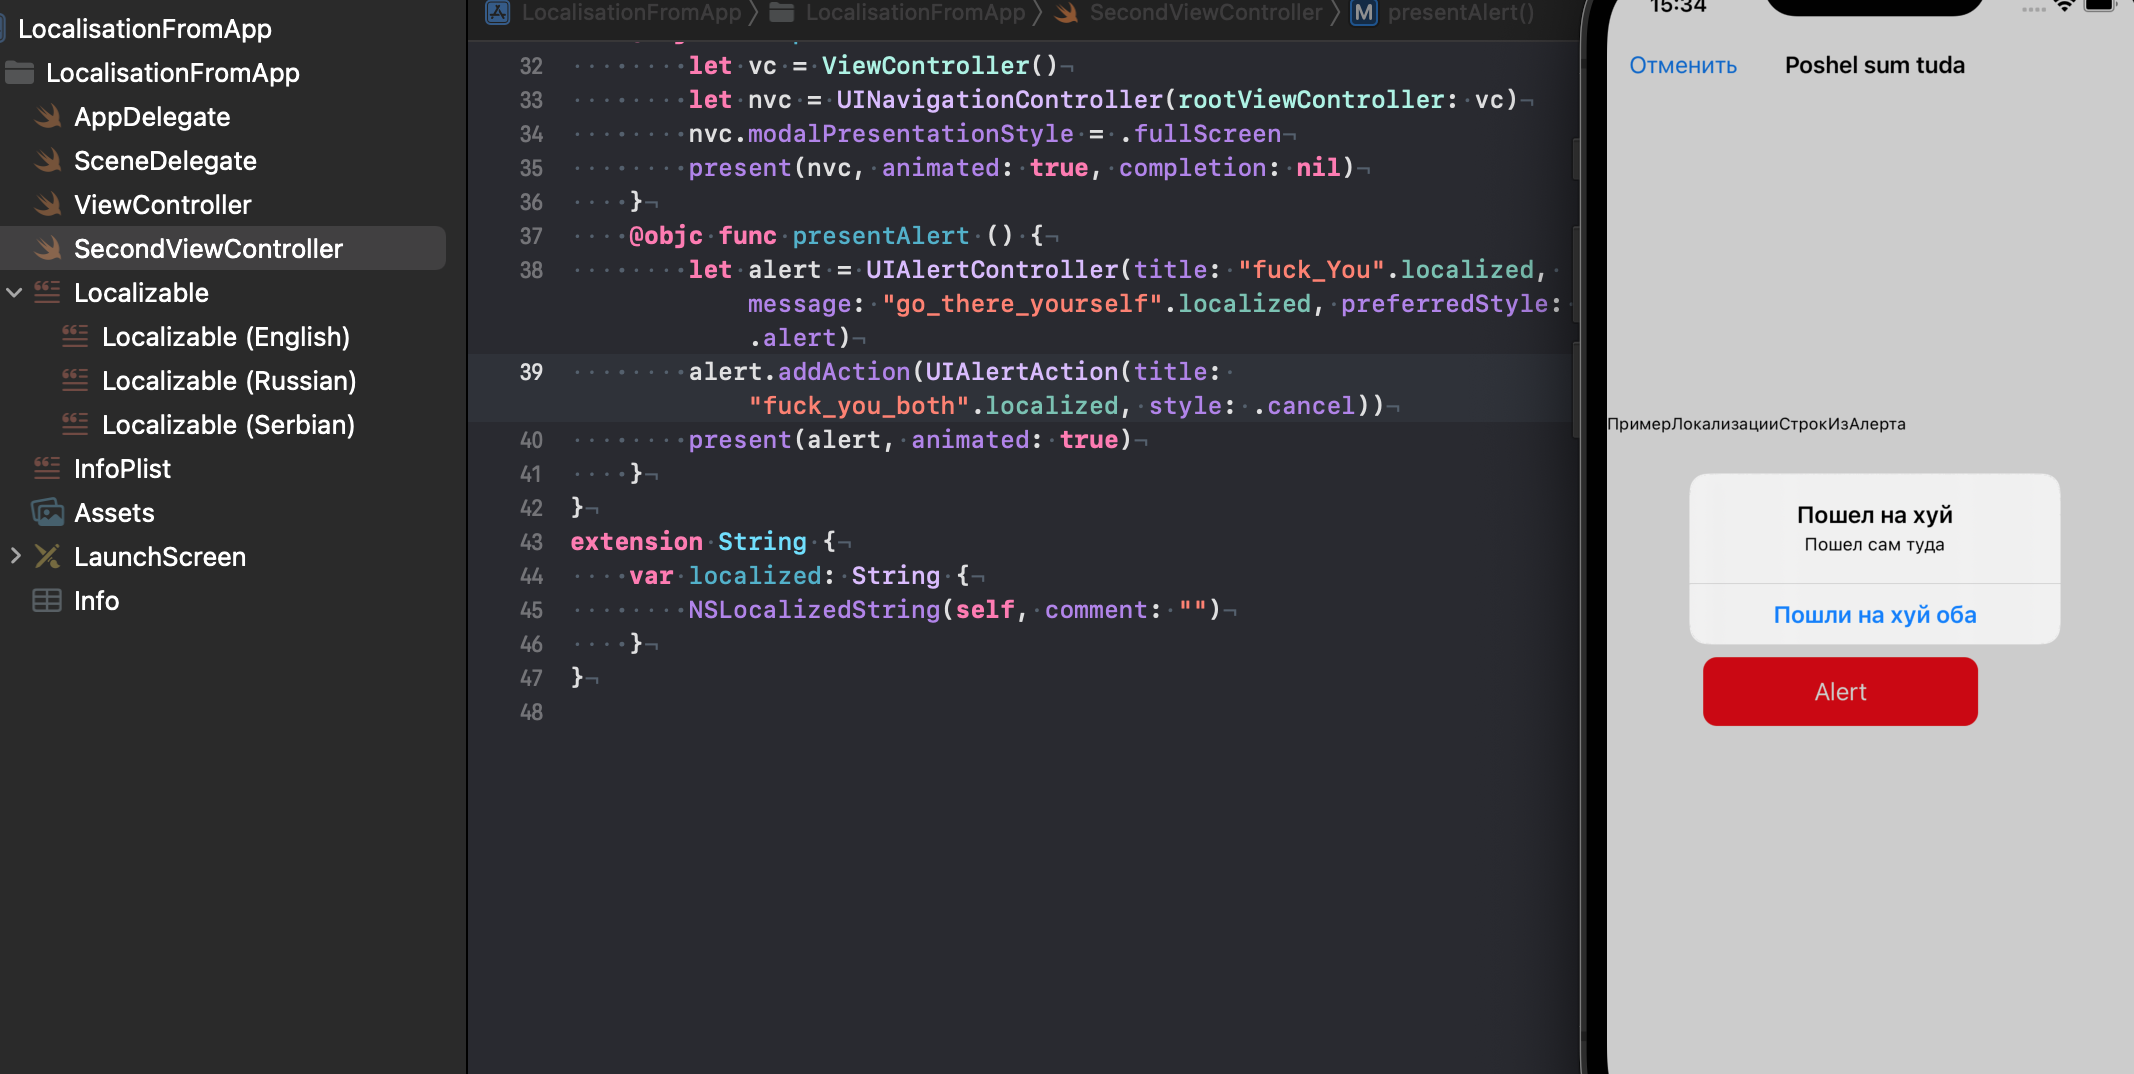 LocalisationFromApp
LocalisationFromApp
AppDelegate
SceneDelegate
ViewController
SecondViewController
Localizable
Localizable (English)
Localizable (Russian)
Localizable (Serbian)
InfoPlist
Assets
LaunchScreen
Info
LocalisationFromApp LocalisationFromApp SecondViewController M presentAlert()
32 let vc = ViewController()
33 let nvc = UINavigationController(rootViewController: vc)
34 nvc.modalPresentationStyle = .fullScreen
35 present(nvc, animated: true, completion: nil)
36 }
37 @objc func presentAlert () {
38 let alert = UIAlertController(title: "fuck_You".localized,
message: "go_there_yourself".localized, preferredStyle:
.alert)
39 alert.addAction(UIAlertAction(title:
"fuck_you_both".localized, style: .cancel))
40 present(alert, animated: true)
41 }
42 }
43 extension String {
44 var localized: String {
45 NSLocalizedString(self, comment: "")
46 }
47 }
48
15:34
Отменить Poshel sum tuda
ПримерЛокализацииСтрокИзАлерта
Пошел на хуй
Пошел сам туда
Пошли на хуй оба
Alert